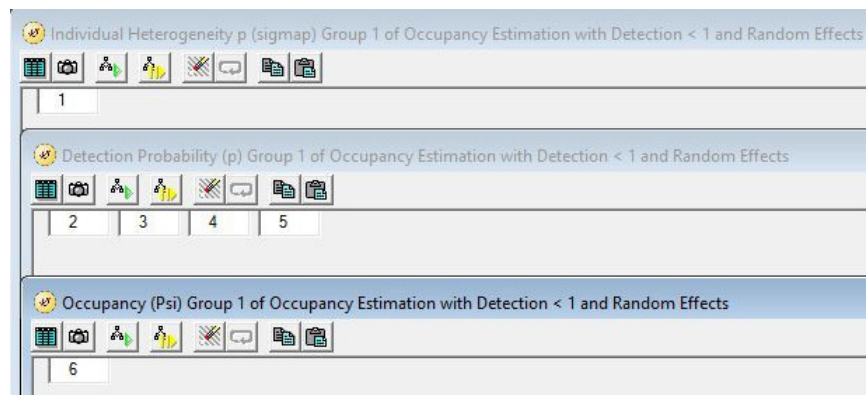 Individual Heterogeneity p (sigmap) Group 1 of Occupancy Estimation with Detection < 1 and Random Effects
1
Detection Probability (p) Group 1 of Occupancy Estimation with Detection < 1 and Random Effects
2 3 4 5
Occupancy (Psi) Group 1 of Occupancy Estimation with Detection < 1 and Random Effects
6